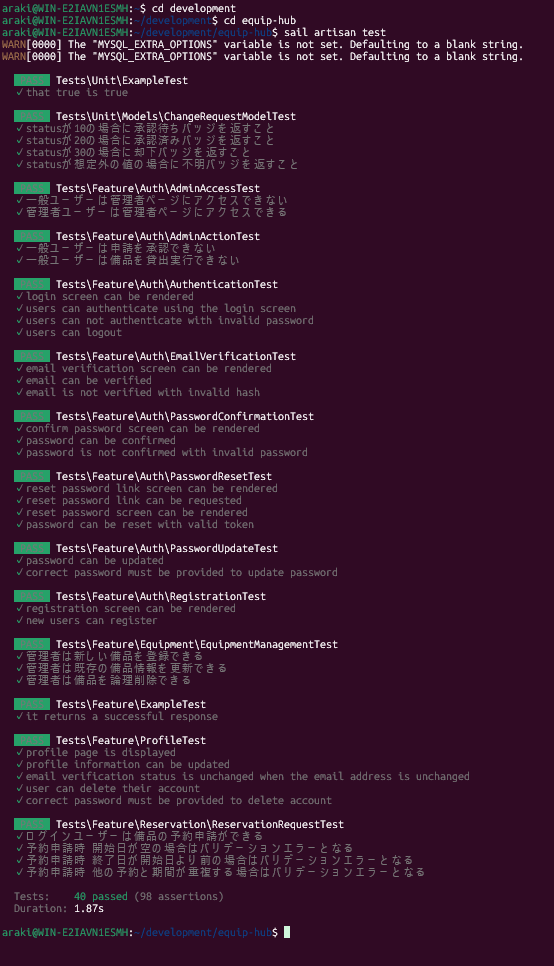 araki@WIN-E2IAVN1ESMH:~$ cd development
araki@WIN-E2IAVN1ESMH:~/development$ cd equip-hub
araki@WIN-E2IAVN1ESMH:~/development/equip-hub$ sail artisan test
WARN[0000] The "MYSQL_EXTRA_OPTIONS" variable is not set. Defaulting to a blank string.
WARN[0000] The "MYSQL_EXTRA_OPTIONS" variable is not set. Defaulting to a blank string.
Tests\Unit\ExampleTest
✓ that true is true
Tests\Unit\Models\ChangeRequestModelTest
✓ statusが10の場合に承認待ちバッジを返すこと
✓ statusが20の場合に承認済みバッジを返すこと
✓ statusが30の場合に却下バッジを返すこと
✓ statusが想定外の値の場合に不明バッジを返すこと
Tests\Feature\Auth\AdminAccessTest
✓ 一般ユーザーは管理者ページにアクセスできない
✓ 管理者ユーザーは管理者ページにアクセスできる
Tests\Feature\Auth\AdminActionTest
✓ 一般ユーザーは申請を承認できない
✓ 一般ユーザーは備品を貸出実行できない
Tests\Feature\Auth\AuthenticationTest
✓ login screen can be rendered
✓ users can authenticate using the login screen
✓ users can not authenticate with invalid password
✓ users can logout
Tests\Feature\Auth\EmailVerificationTest
✓ email verification screen can be rendered
✓ email can be verified
✓ email is not verified with invalid hash
Tests\Feature\Auth\PasswordConfirmationTest
✓ confirm password screen can be rendered
✓ password can be confirmed
✓ password is not confirmed with invalid password
Tests\Feature\Auth\PasswordResetTest
✓ reset password link screen can be rendered
✓ reset password link can be requested
✓ reset password screen can be rendered
✓ password can be reset with valid token
Tests\Feature\Auth\PasswordUpdateTest
✓ password can be updated
✓ correct password must be provided to update password
Tests\Feature\Auth\RegistrationTest
✓ registration screen can be rendered
✓ new users can register
Tests\Feature\Equipment\EquipmentManagementTest
✓ 管理者は新しい備品を登録できる
✓ 管理者は既存の備品情報を更新できる
✓ 管理者は備品を論理削除できる
Tests\Feature\ExampleTest
✓ it returns a successful response
Tests\Feature\ProfileTest
✓ profile page is displayed
✓ profile information can be updated
✓ email verification status is unchanged when the email address is unchanged
✓ user can delete their account
✓ correct password must be provided to delete account
Tests\Feature\Reservation\ReservationRequestTest
✓ ログインユーザーは備品の予約申請ができる
✓ 予約申請時 開始日が空の場合はバリデーションエラーとなる
✓ 予約申請時 終了日が開始日より前の場合はバリデーションエラーとなる
✓ 予約申請時 他の予約と期間が重複する場合はバリデーションエラーとなる
Tests: 40 passed (98 assertions)
Duration: 1.87s
araki@WIN-E2IAVN1ESMH:~/development/equip-hub$